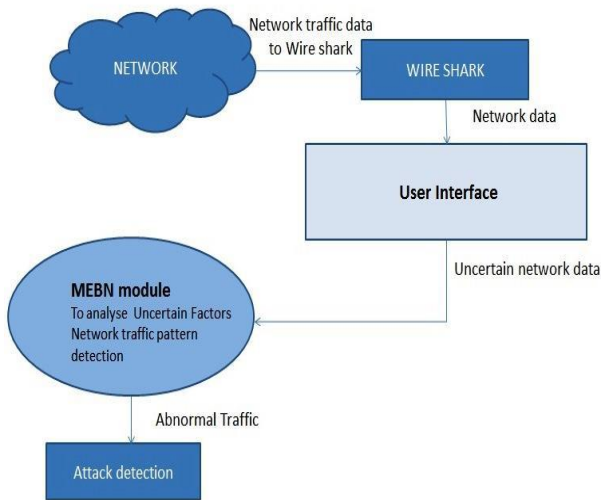 Network traffic data
to Wire shark
NETWORK
WIRE SHARK
Network data
User Interface
Uncertain network data
MEBN module
To analyse Uncertain Factors
Network traffic pattern
detection
Abnormal Traffic
Attack detection